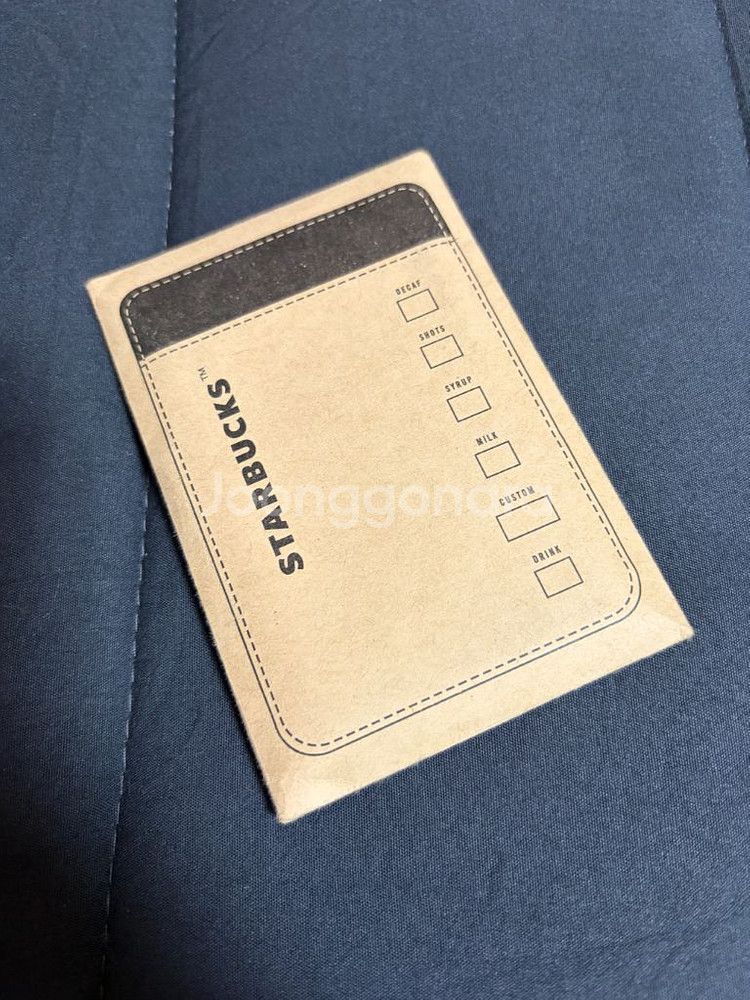 STARBUCKS™
DECAF
SHOTS
SYRUP
MILK
CUSTOM
DRINK
Joonggonara